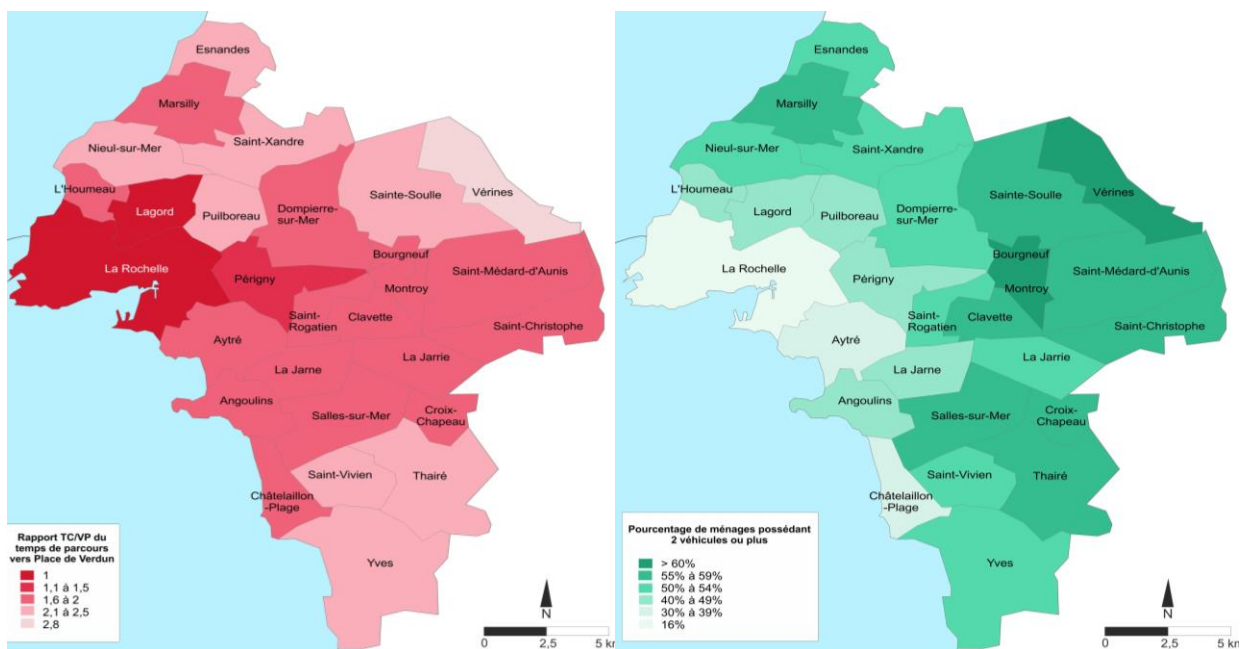 Esnandes
Marsilly
Saint-Xandre
Nieul-sur-Mer
L'Houmeau
Lagord
Puilboreau
Dompierre-
sur-Mer
Sainte-Soulle
Vérines
La Rochelle
Périgny
Bourgneuf
Saint-Médard-d'Aunis
Montroy
Saint-
Rogatien
Clavette
Saint-Christophe
Aytré
La Jarrie
La Jarne
Angoulins
Salles-sur-Mer
Croix-
Chapeau
Saint-Vivien
Thairé
Châtelaillon
-Plage
Yves
Rapport TC/VP du
temps de parcours
vers Place de Verdun
1
1,1 à 1,5
1,6 à 2
2,1 à 2,5
2,8
N
0 2,5 5 km
Esnandes
Marsilly
Saint-Xandre
Nieul-sur-Mer
L'Houmeau
Lagord
Puilboreau
Dompierre-
sur-Mer
Sainte-Soulle
Vérines
La Rochelle
Périgny
Bourgneuf
Saint-Médard-d'Aunis
Montroy
Saint-
Rogatien
Clavette
Saint-Christophe
Aytré
La Jarrie
La Jarne
Angoulins
Salles-sur-Mer
Croix-
Chapeau
Saint-Vivien
Thairé
Châtelaillon
-Plage
Yves
Pourcentage de ménages possédant
2 véhicules ou plus
> 60%
55% à 59%
50% à 54%
40% à 49%
30% à 39%
16%
N
0 2,5 5 km